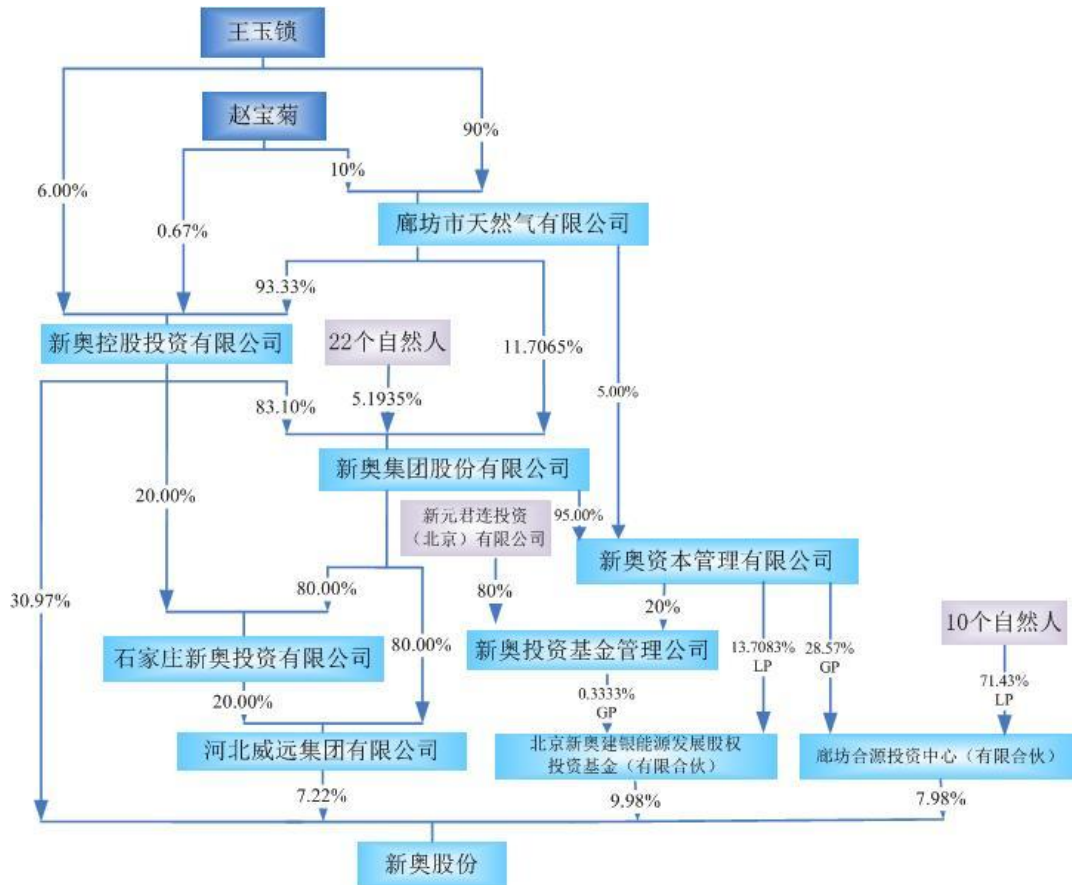 王玉锁
赵宝菊
90%
10%
6.00%
0.67%
廊坊市天然气有限公司
93.33%
新奥控股投资有限公司
22个自然人
11.7065%
5.00%
83.10%
5.1935%
新奥集团股份有限公司
20.00%
新元君连投资
（北京）有限公司
95.00%
新奥资本管理有限公司
30.97%
80.00%
80%
20%
10个自然人
石家庄新奥投资有限公司
80.00%
新奥投资基金管理公司
13.7083%
LP
28.57%
GP
71.43%
LP
20.00%
0.3333%
GP
河北威远集团有限公司
北京新奥建银能源发展股权
投资基金（有限合伙）
廊坊合源投资中心（有限合伙）
7.22%
9.98%
7.98%
新奥股份